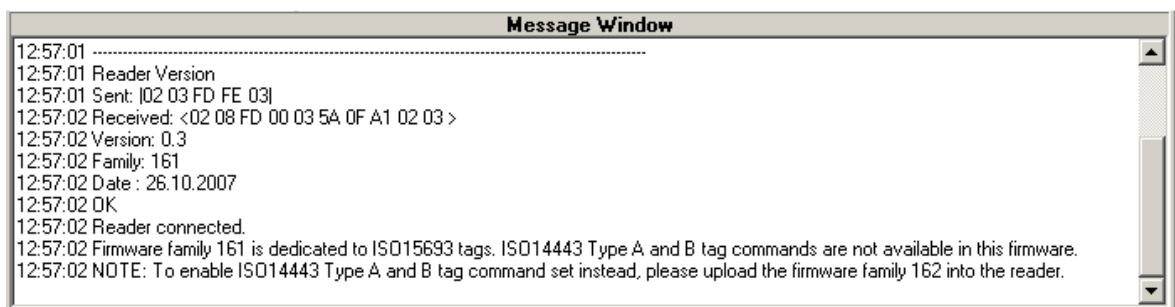 Message Window
12:57:01 --------------------------------------------------------------------------------------------
12:57:01 Reader Version
12:57:01 Sent: |02 03 FD FE 03|
12:57:02 Received: <02 08 FD 00 03 5A 0F A1 02 03 >
12:57:02 Version: 0.3
12:57:02 Family: 161
12:57:02 Date : 26.10.2007
12:57:02 OK
12:57:02 Reader connected.
12:57:02 Firmware family 161 is dedicated to ISO15693 tags. ISO14443 Type A and B tag commands are not available in this firmware.
12:57:02 NOTE: To enable ISO14443 Type A and B tag command set instead, please upload the firmware family 162 into the reader.